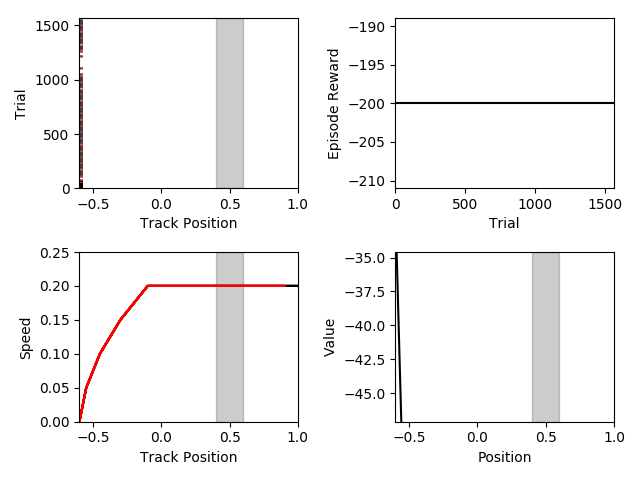 1500
1000
500
0
Trial
−0.5 0.0 0.5 1.0
Track Position
−190
−195
−200
−205
−210
Episode Reward
0 500 1000 1500
Trial
0.25
0.20
0.15
0.10
0.05
0.00
Speed
−0.5 0.0 0.5 1.0
Track Position
−35.0
−37.5
−40.0
−42.5
−45.0
Value
−0.5 0.0 0.5 1.0
Position